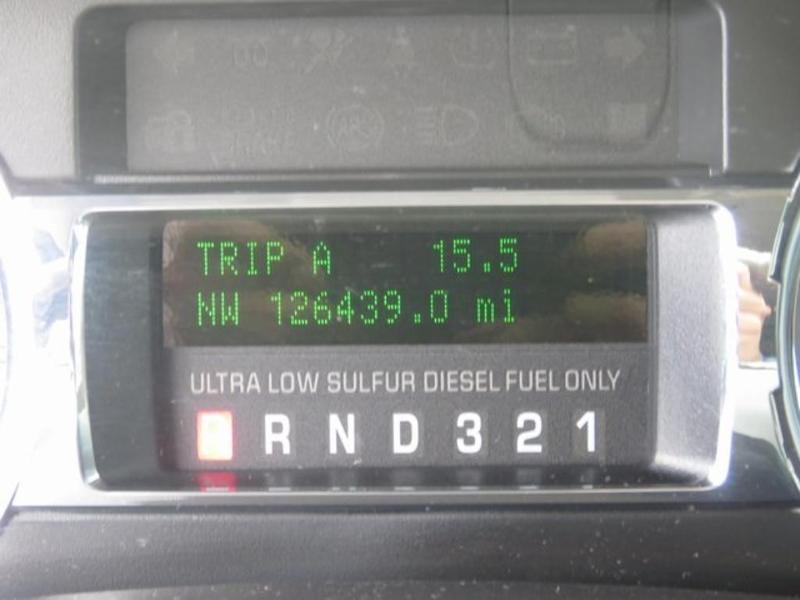 TRIP A 15.5
NW 126439.0 mi
ULTRA LOW SULFUR DIESEL FUEL ONLY
P R N D 3 2 1